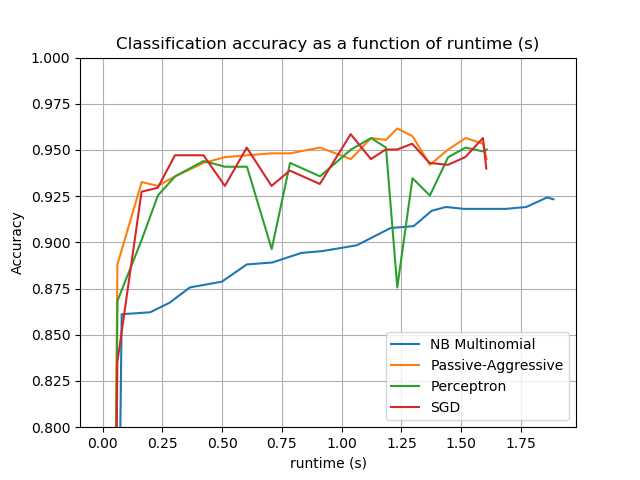 Classification accuracy as a function of runtime (s)
1.000
0.975
0.950
0.925
0.900
0.875
0.850
0.825
0.800
Accuracy
NB Multinomial
Passive-Aggressive
Perceptron
SGD
0.00 0.25 0.50 0.75 1.00 1.25 1.50 1.75
runtime (s)